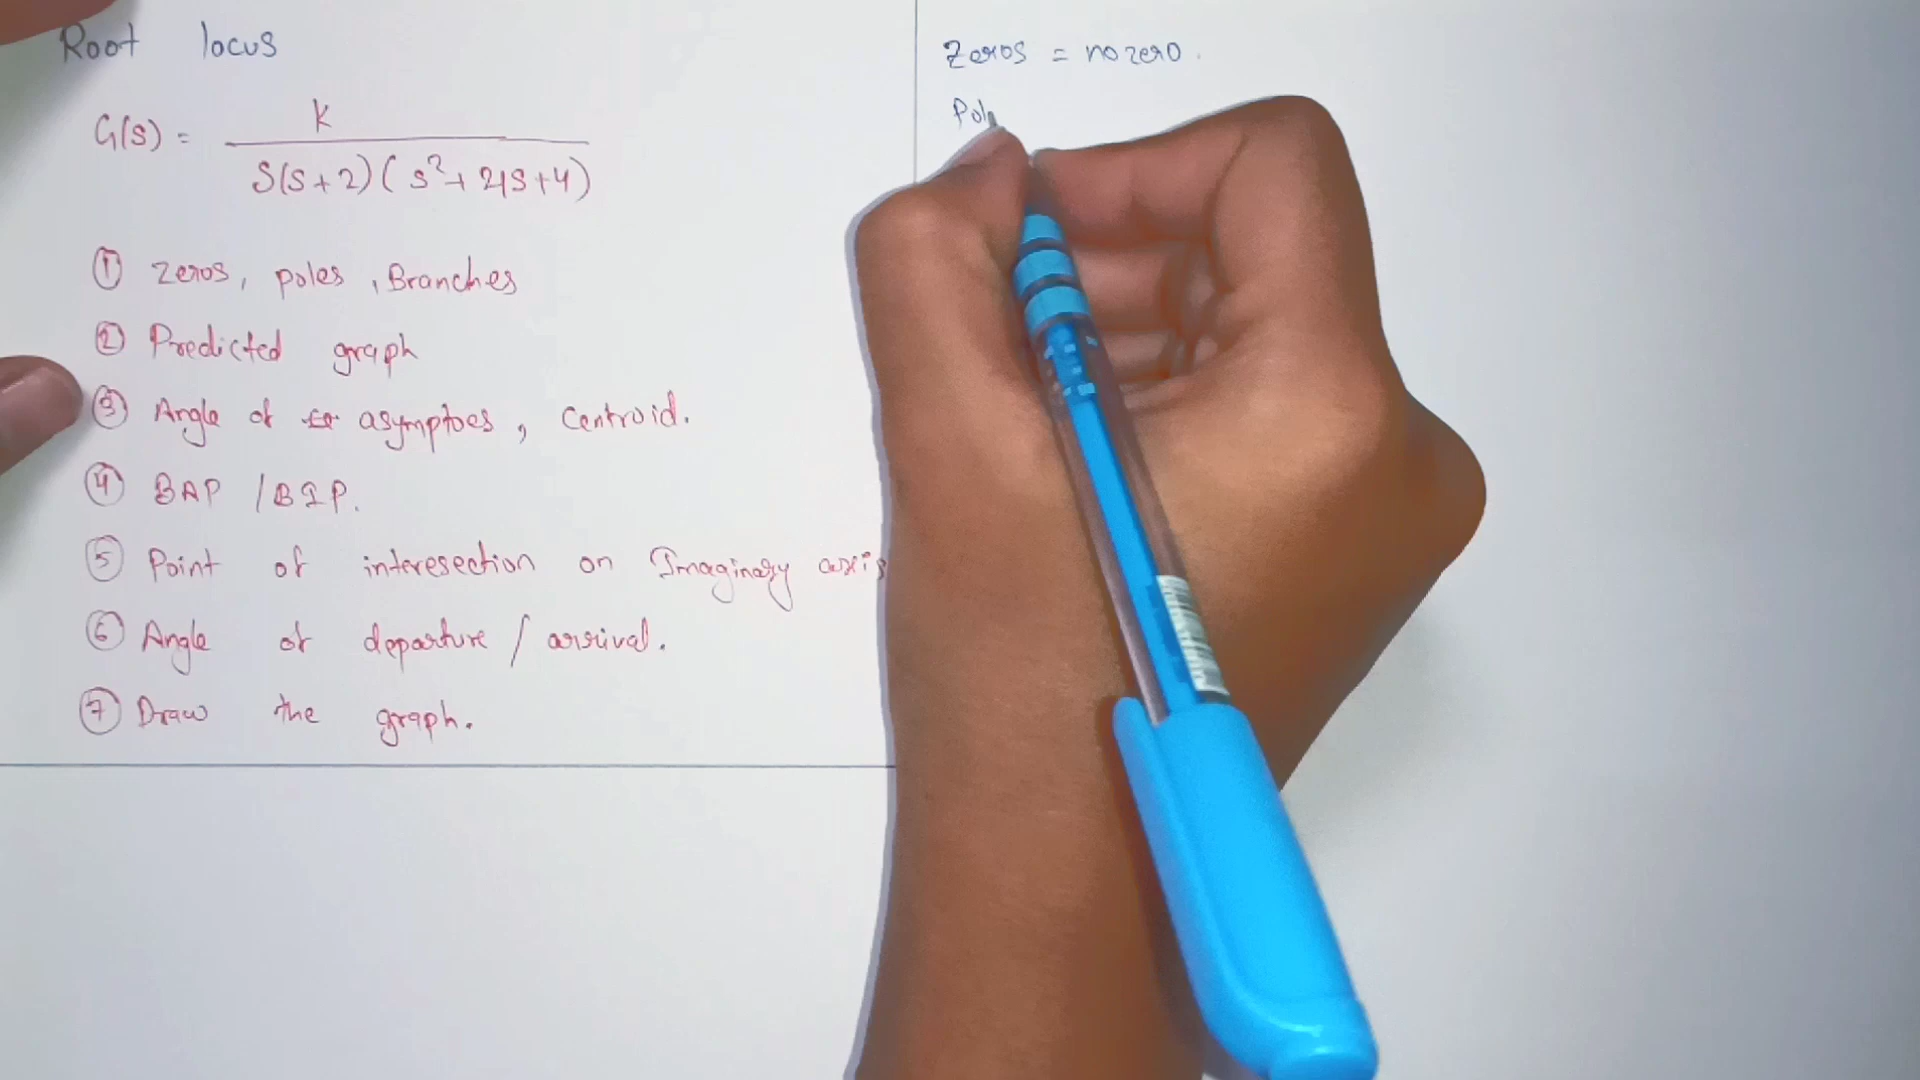 Root locus
G(s) =
K
S(S+2)(S²+2S+4)
① Zeros, poles, Branches
② Predicted graph
③ Angle of asymptoes, Centroid.
④ BAP / BIP.
⑤ Point of interesection on Imaginary axis
⑥ Angle of departure / arrival.
⑦ Draw the graph.
Zeros = no zero.
Pol